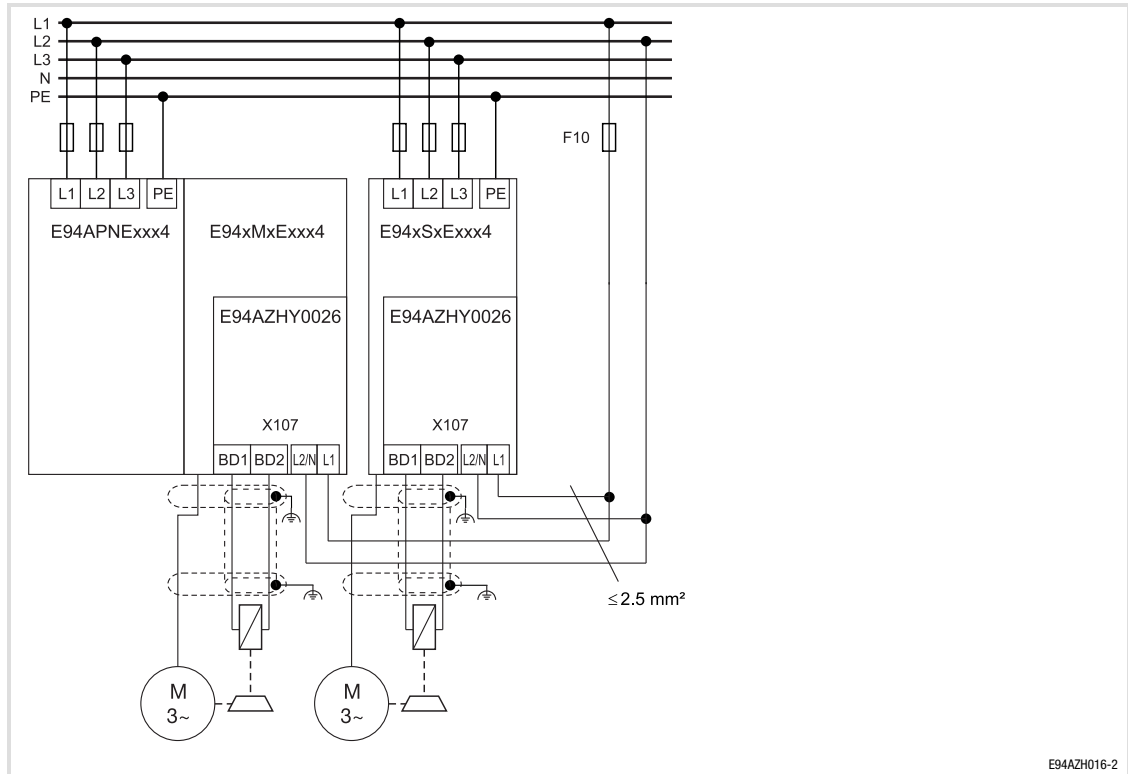 L1
L2
L3
N
PE
F10
L1 L2 L3 PE
L1 L2 L3 PE
E94APNExxx4 E94xMxExxx4 E94xSxExxx4
E94AZHY0026 E94AZHY0026
X107 X107
BD1 BD2 L2/N L1
BD1 BD2 L2/N L1
≤2.5 mm²
M
3~
M
3~
E94AZH016-2